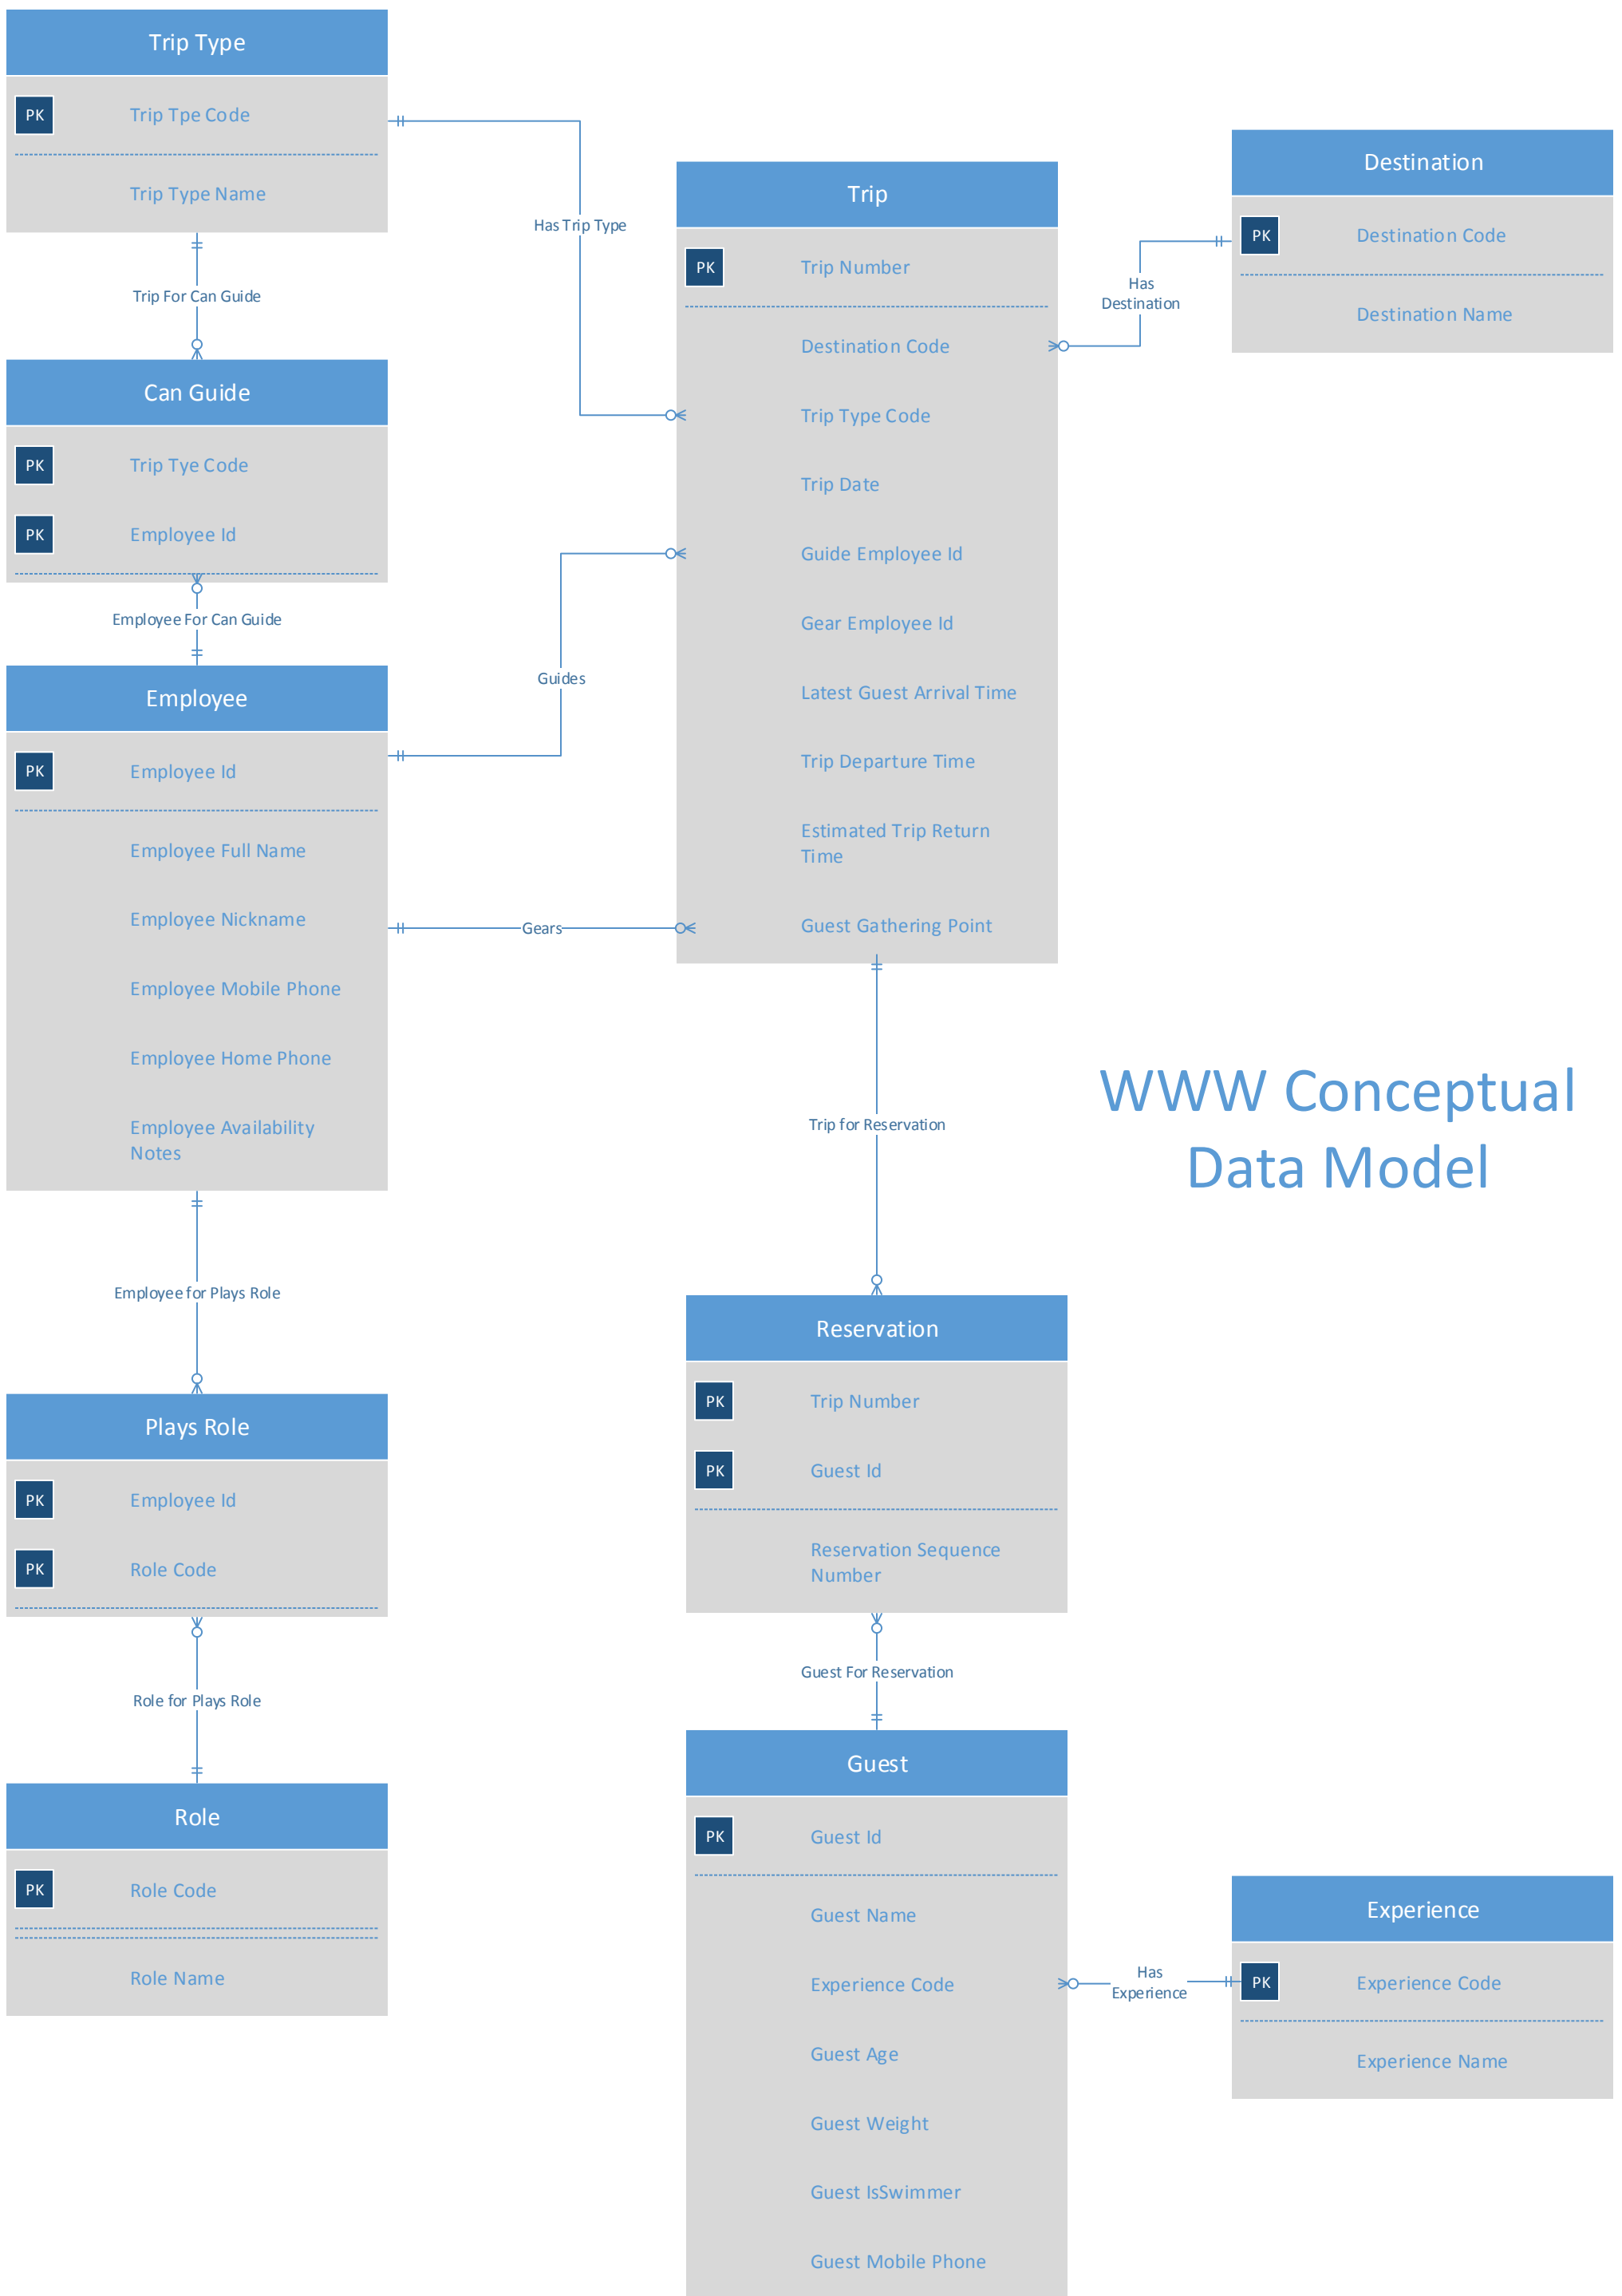 Trip Type
PK
Trip Tpe Code
Trip Type Name
Has Trip Type
Trip For Can Guide
Can Guide
PK
Trip Tye Code
PK
Employee Id
Employee For Can Guide
Employee
PK
Employee Id
Employee Full Name
Employee Nickname
Employee Mobile Phone
Employee Home Phone
Employee Availability
Notes
Guides
Gears
Employee for Plays Role
Plays Role
PK
Employee Id
PK
Role Code
Role for Plays Role
Role
PK
Role Code
Role Name
Trip
PK
Trip Number
Destination Code
Trip Type Code
Trip Date
Guide Employee Id
Gear Employee Id
Latest Guest Arrival Time
Trip Departure Time
Estimated Trip Return
Time
Guest Gathering Point
Has
Destination
Destination
PK
Destination Code
Destination Name
WWW Conceptual
Data Model
Trip for Reservation
Reservation
PK
Trip Number
PK
Guest Id
Reservation Sequence
Number
Guest For Reservation
Guest
PK
Guest Id
Guest Name
Experience Code
Guest Age
Guest Weight
Guest IsSwimmer
Guest Mobile Phone
Has
Experience
Experience
PK
Experience Code
Experience Name